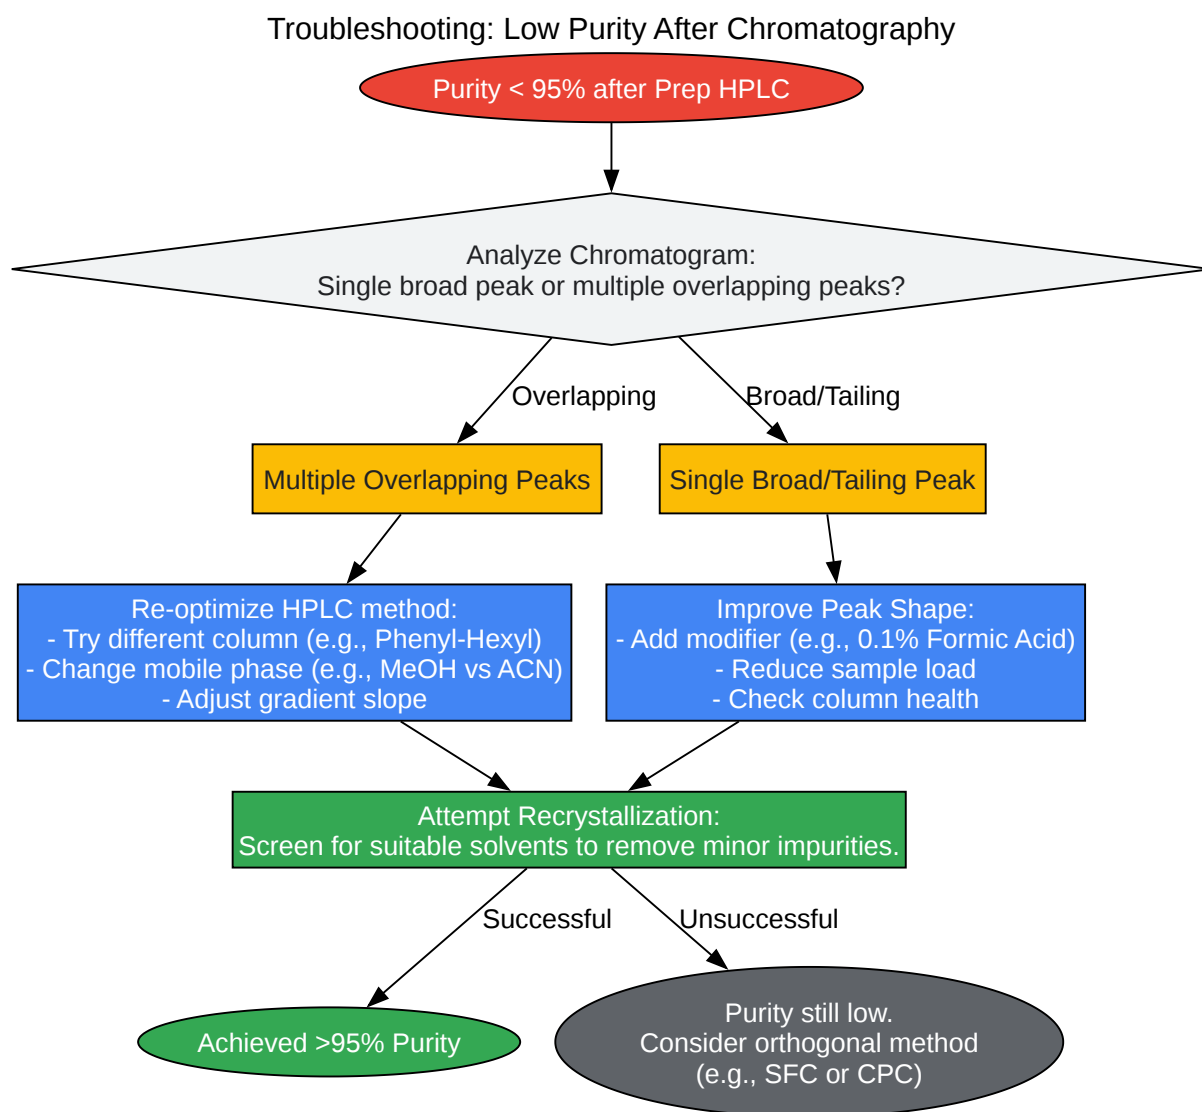 Troubleshooting: Low Purity After Chromatography
Purity < 95% after Prep HPLC
Analyze Chromatogram:
Single broad peak or multiple overlapping peaks?
Overlapping
Broad/Tailing
Multiple Overlapping Peaks
Single Broad/Tailing Peak
Re-optimize HPLC method:
- Try different column (e.g., Phenyl-Hexyl)
- Change mobile phase (e.g., MeOH vs ACN)
- Adjust gradient slope
Improve Peak Shape:
- Add modifier (e.g., 0.1% Formic Acid)
- Reduce sample load
- Check column health
Attempt Recrystallization:
Screen for suitable solvents to remove minor impurities.
Successful
Unsuccessful
Achieved >95% Purity
Purity still low.
Consider orthogonal method
(e.g., SFC or CPC)